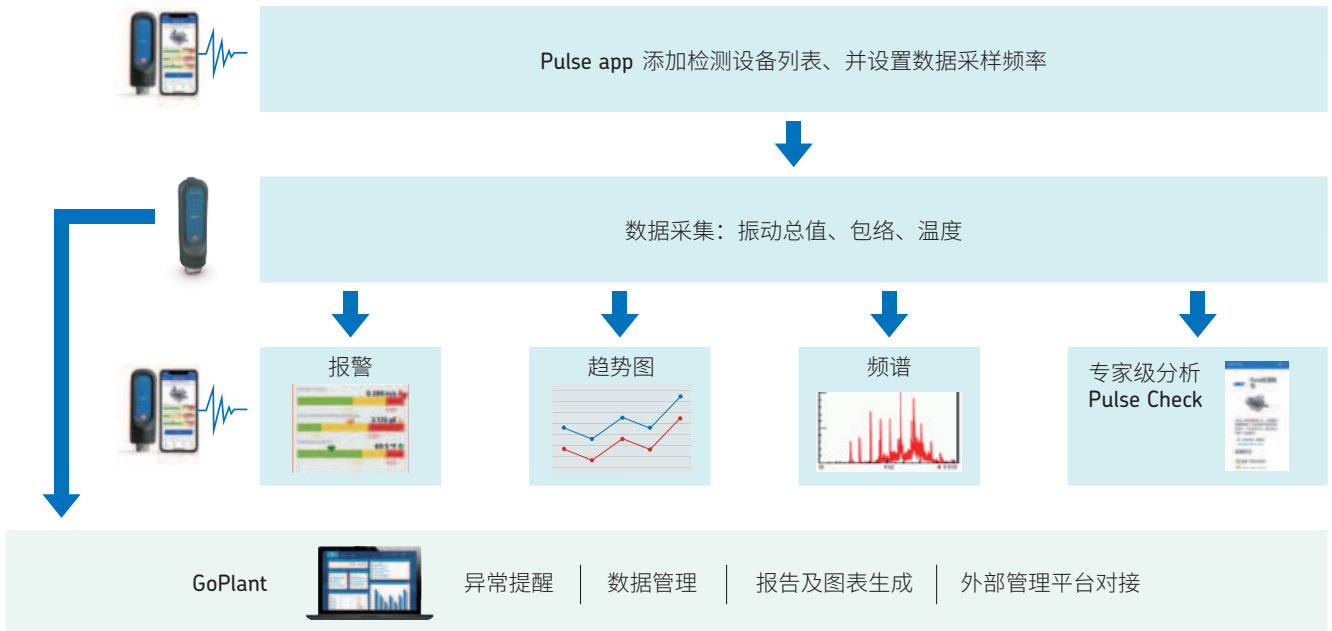 Pulse app 添加检测设备列表、并设置数据采样频率
数据采集：振动总值、包络、温度
报警
趋势图
频谱
0
Hz
4100
专家级分析
Pulse Check
GoPlant
异常提醒
数据管理
报告及图表生成
外部管理平台对接